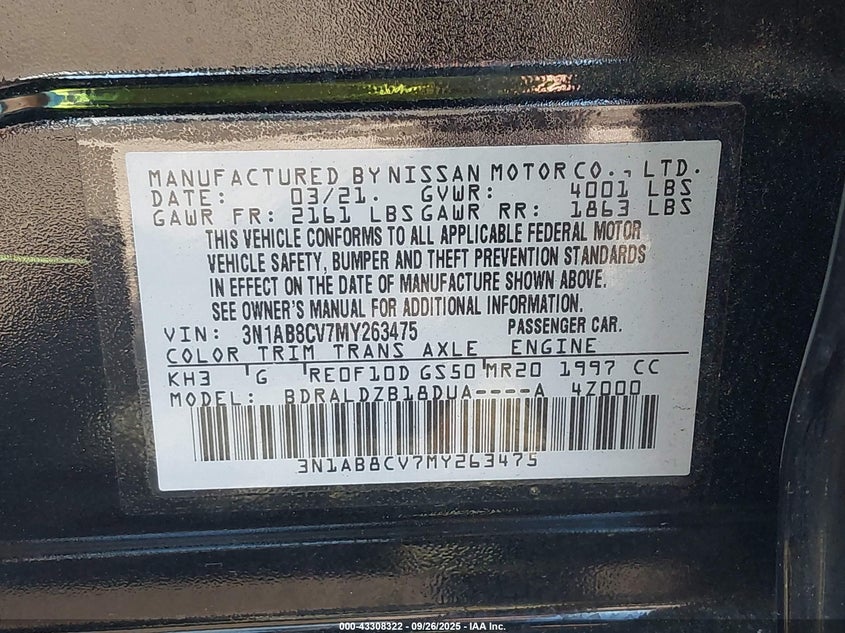 MANUFACTURED BY NISSAN MOTOR CO., LTD.
DATE: 03/21. GVWR: 4001 LBS
GAWR FR: 2161 LBS GAWR RR: 1863 LBS
THIS VEHICLE CONFORMS TO ALL APPLICABLE FEDERAL MOTOR
VEHICLE SAFETY, BUMPER AND THEFT PREVENTION STANDARDS
IN EFFECT ON THE DATE OF MANUFACTURE SHOWN ABOVE.
SEE OWNER'S MANUAL FOR ADDITIONAL INFORMATION.
VIN: 3N1AB8CV7MY263475 PASSENGER CAR.
COLOR TRIM TRANS AXLE ENGINE
KH3 G RE0F10D GS50 MR20 1997 CC
MODEL: BDRALDZB18DUA----A 4Z000
3N1AB8CV7MY263475
000-43308322 - 09/26/2025 - IAA Inc.